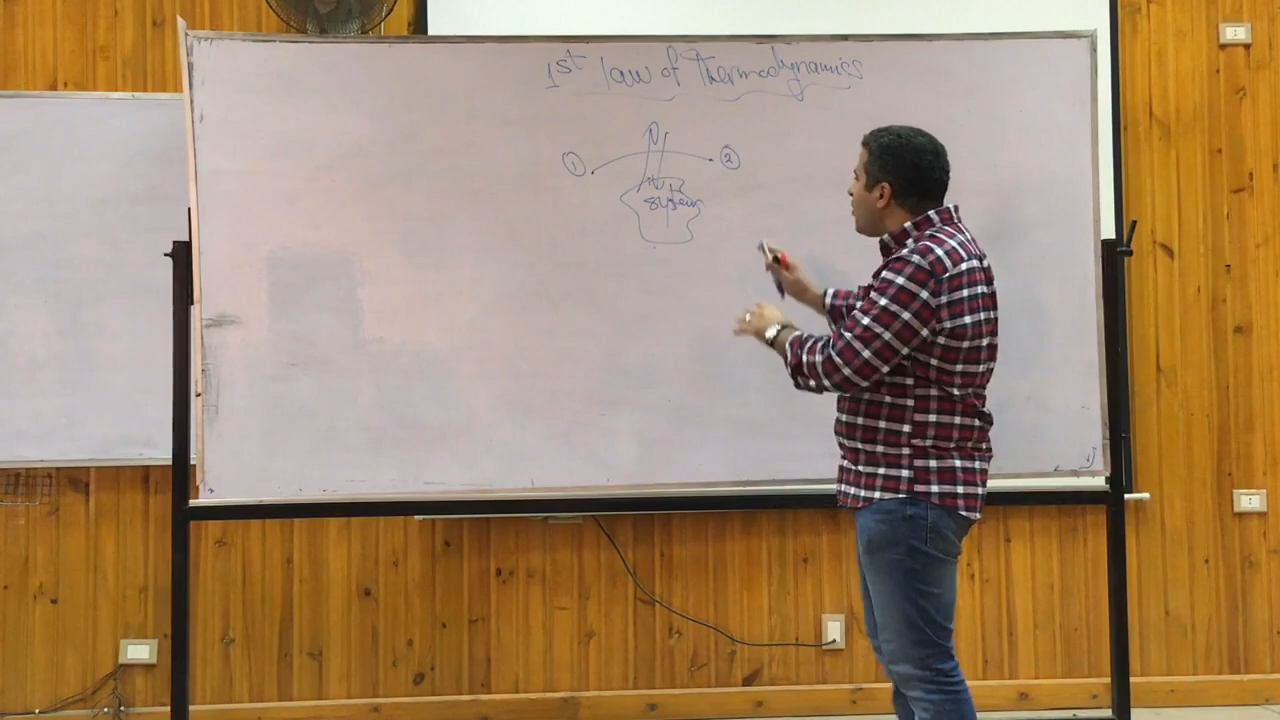 1st law of Thermodynamics
① ②
system